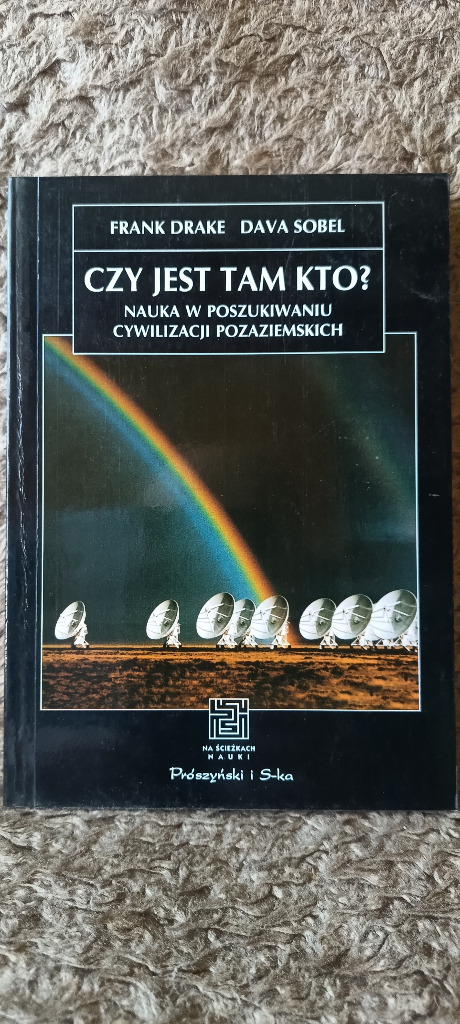 FRANK DRAKE DAVA SOBEL
CZY JEST TAM KTO?
NAUKA W POSZUKIWANIU
CYWILIZACJI POZAZIEMSKICH
NA ŚCIEŻKACH
NAUKI
Prószyński i S-ka